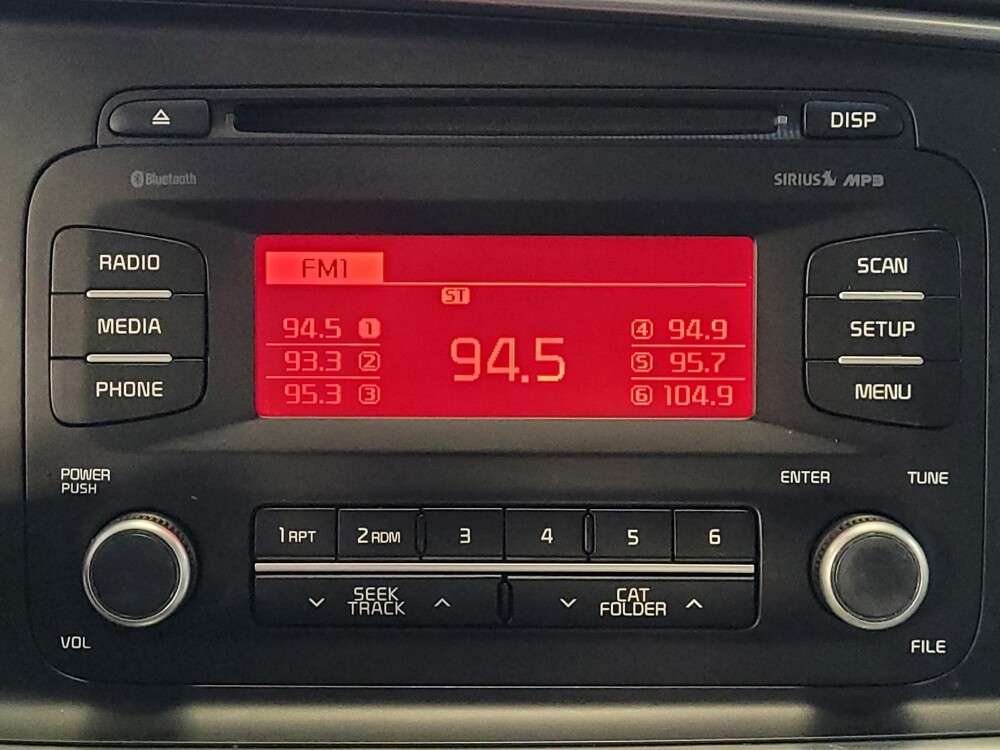 DISP
Bluetooth
SIRIUS MP3
RADIO
MEDIA
PHONE
FM1
ST
94.5 1
93.3 2
95.3 3
94.5
4 94.9
5 95.7
6 104.9
SCAN
SETUP
MENU
POWER
PUSH
ENTER
TUNE
1 RPT
2 RDM
3
4
5
6
SEEK
TRACK
CAT
FOLDER
VOL
FILE